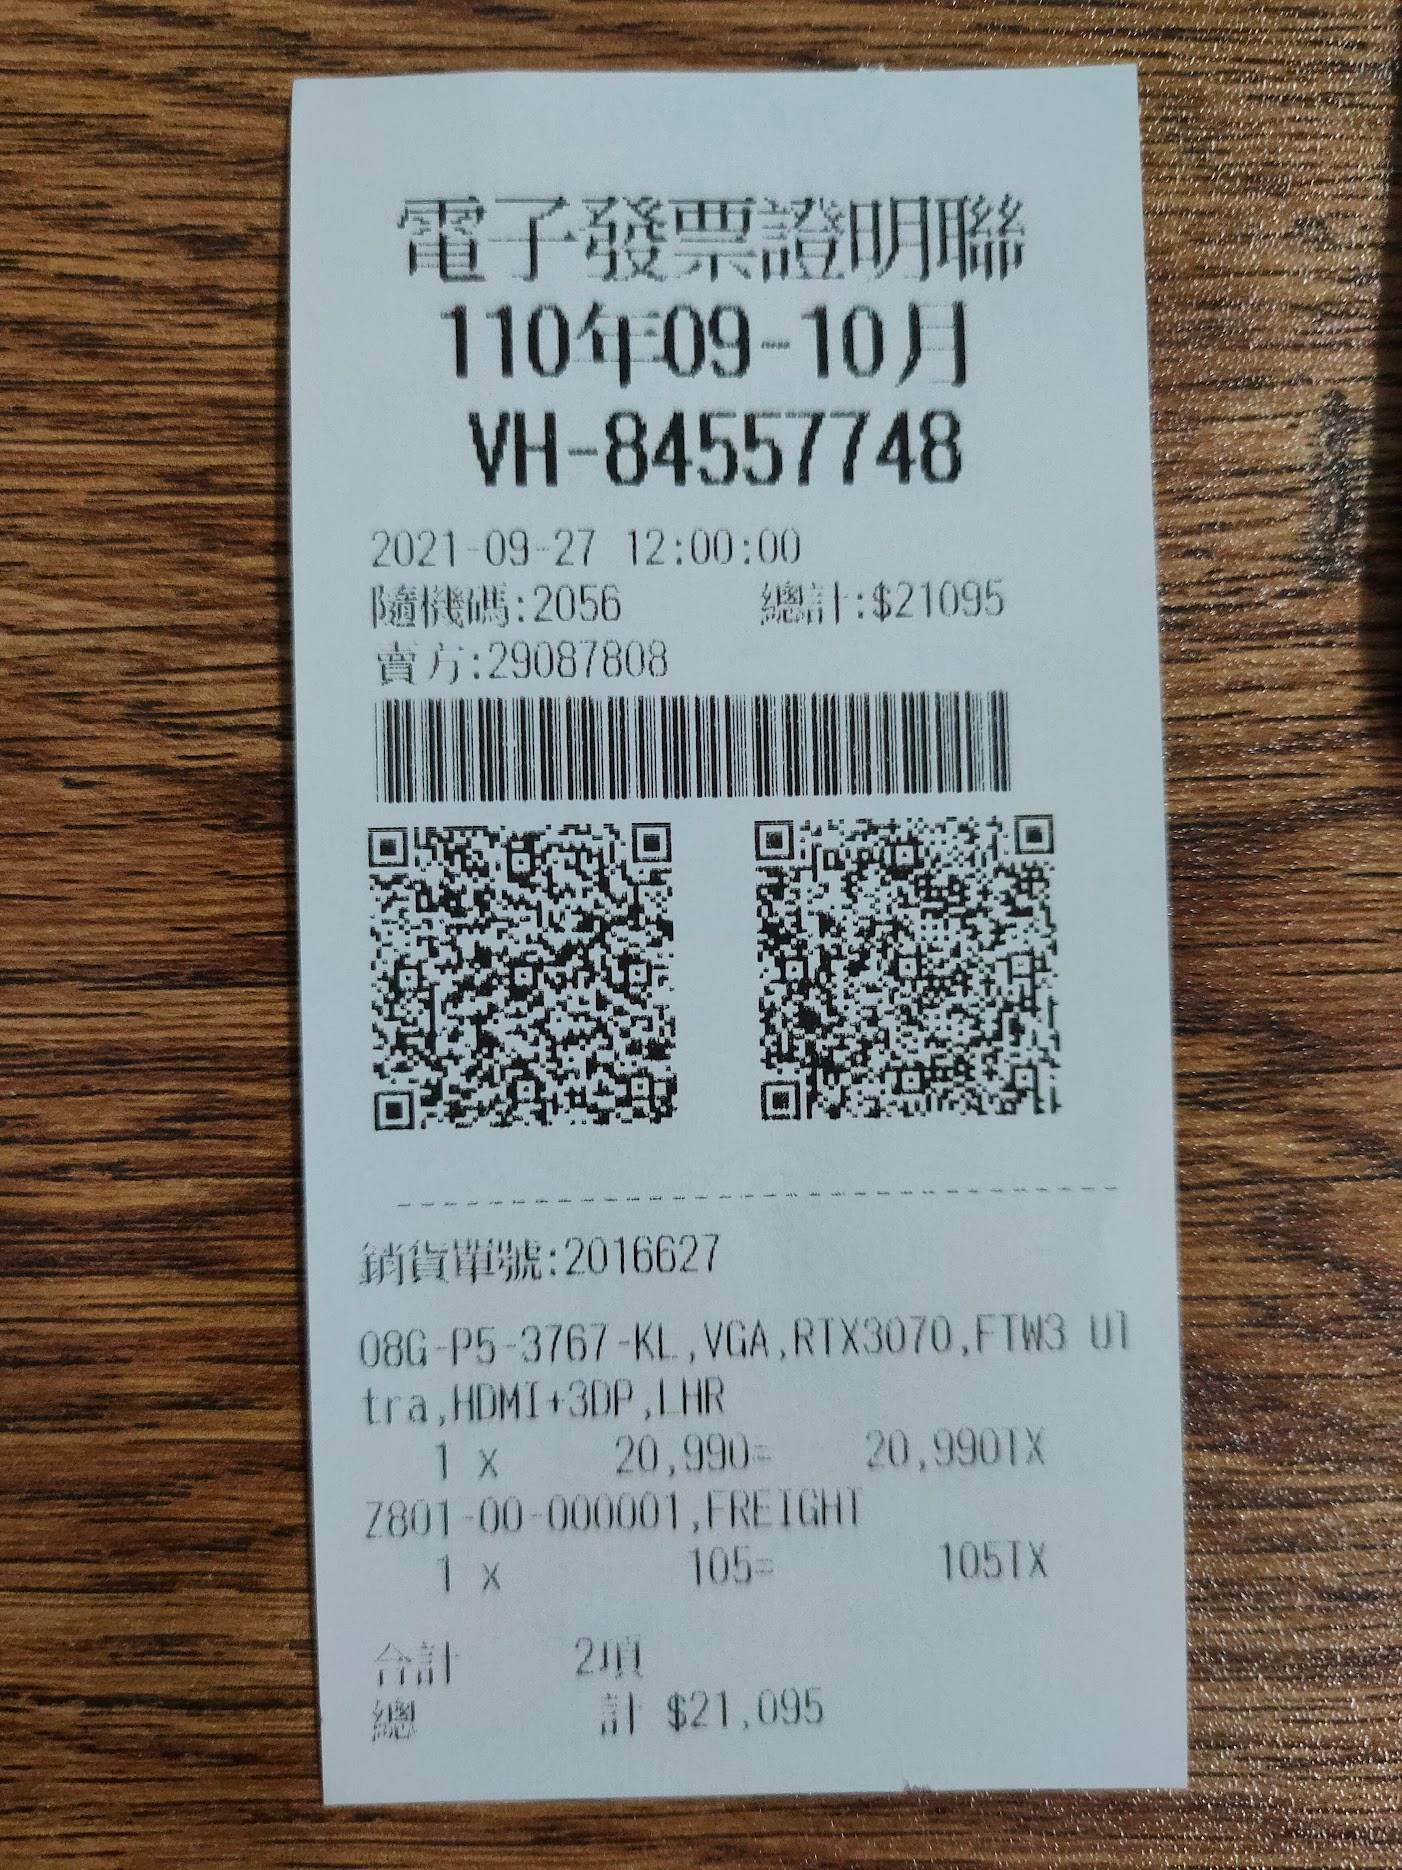 電子發票證明聯
110年09-10月
VH-84557748
2021-09-27 12:00:00
隨機碼:2056 總計:$21095
賣方:29087808
銷貨單號:2016627
08G-P5-3767-KL,VGA,RTX3070,FTW3 Ul
tra,HDMI+3DP,LHR
1 x 20,990= 20,990TX
Z801-00-000001,FREIGHT
1 x 105= 105TX
合計 2項
總 計 $21,095